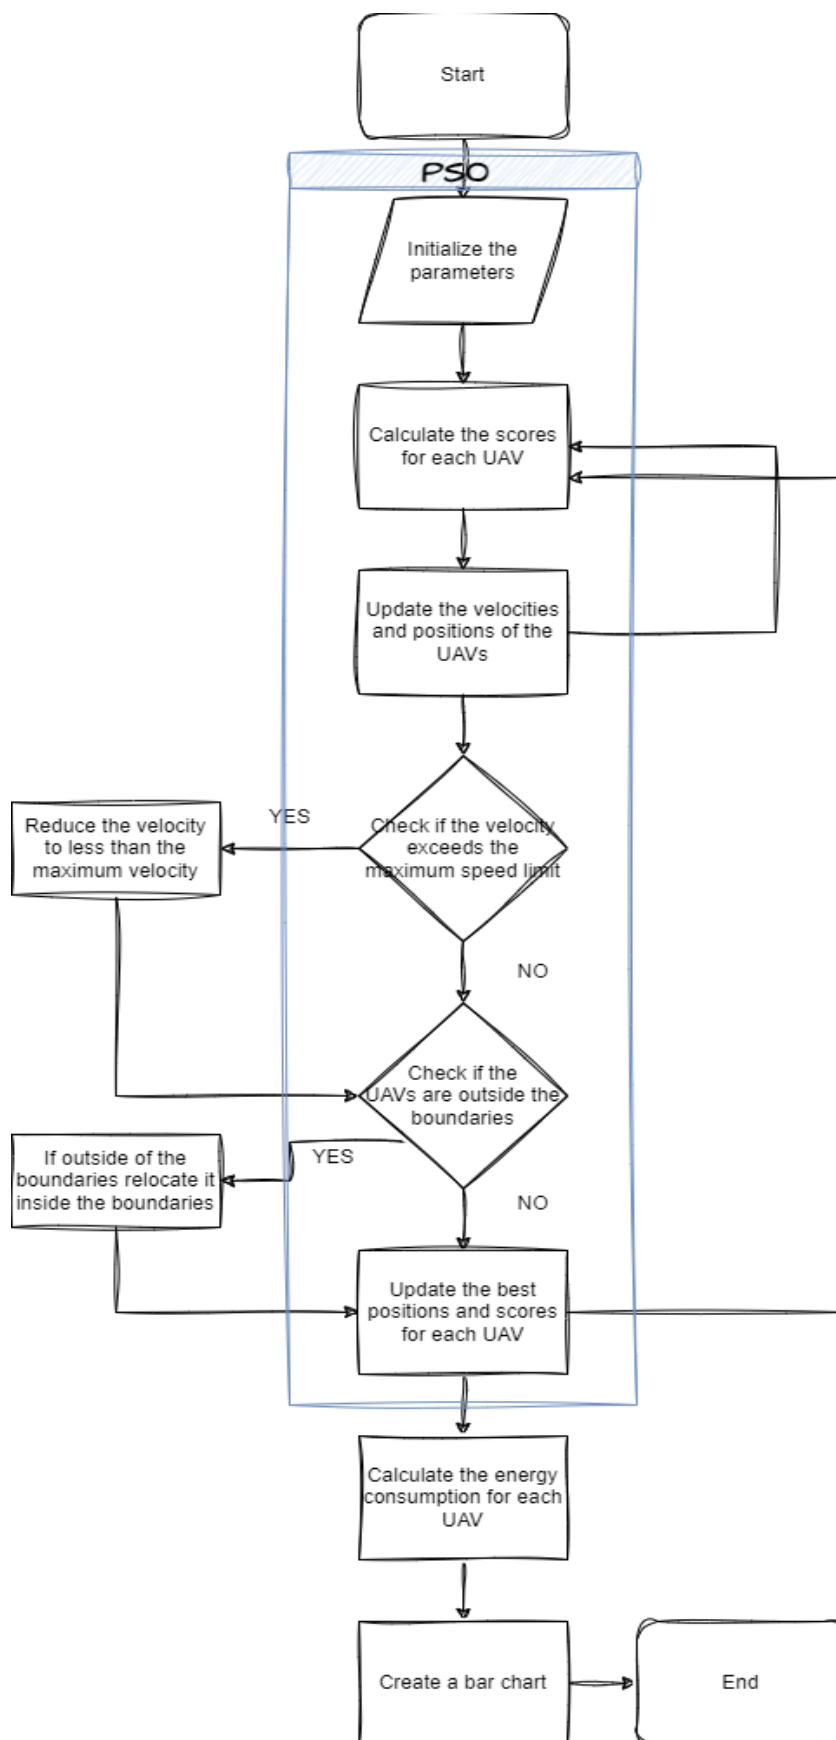 Start
PSO
Initialize the
parameters
Calculate the scores
for each UAV
Update the velocities
and positions of the
UAVs
YES
Reduce the velocity
to less than the
maximum velocity
Check if the velocity
exceeds the
maximum speed limit
NO
Check if the
UAVs are outside the
boundaries
YES
If outside of the
boundaries relocate it
inside the boundaries
NO
Update the best
positions and scores
for each UAV
Calculate the energy
consumption for each
UAV
Create a bar chart
End